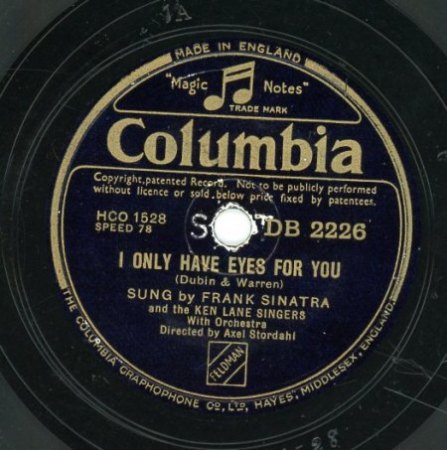 MADE IN ENGLAND
"Magic Notes"
TRADE MARK
Columbia
Copyright, patented Record. Not to be publicly performed
without licence or sold below price fixed by patentees.
HCO 1528
SPEED 78
DB 2226
I ONLY HAVE EYES FOR YOU
(Dubin & Warren)
SUNG by FRANK SINATRA
and the KEN LANE SINGERS
With Orchestra
Directed by Axel Stordahl
FELDMAN
THE COLUMBIA GRAPHOPHONE CO., LTD., HAYES, MIDDLESEX, ENGLAND.